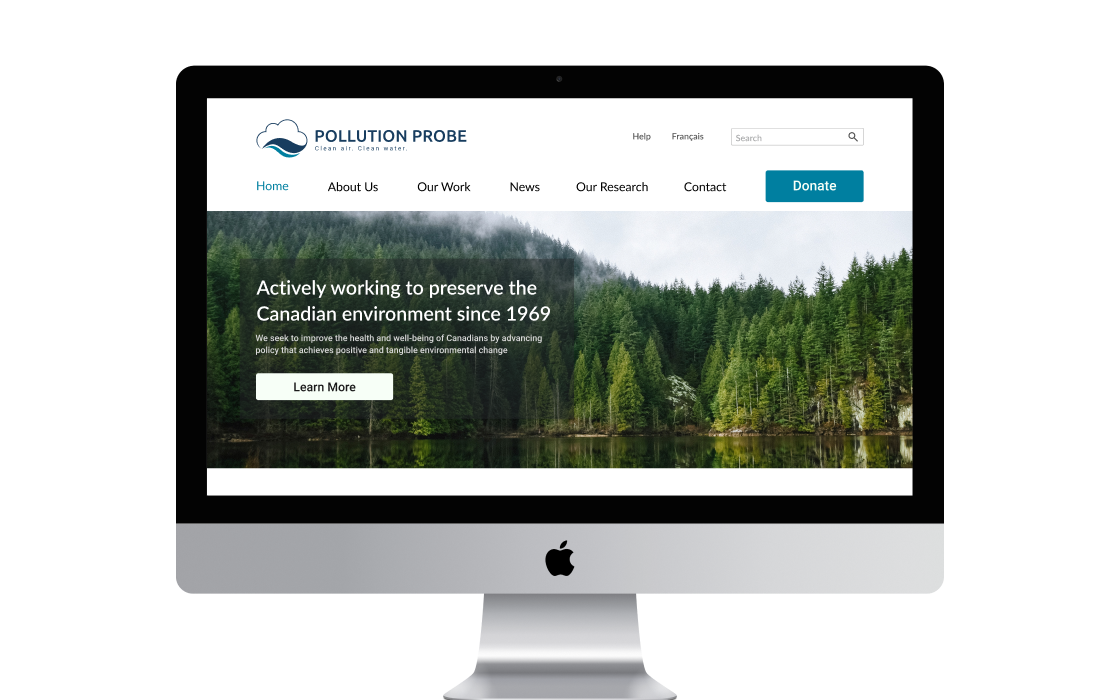 POLLUTION PROBE
Clean air. Clean water.
Help Français Search
Home About Us Our Work News Our Research Contact Donate
Actively working to preserve the
Canadian environment since 1969
We seek to improve the health and well-being of Canadians by advancing
policy that achieves positive and tangible environmental change
Learn More